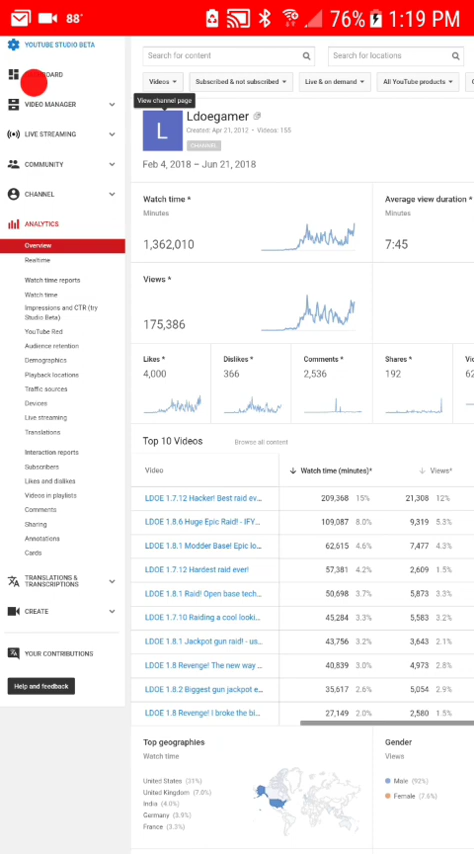 88°
76% 1:19 PM
YOUTUBE STUDIO BETA
VIDEO MANAGER
LIVE STREAMING
COMMUNITY
CHANNEL
ANALYTICS
Overview
Realtime
Watch time reports
Watch time
Impressions and CTR (try
Studio Beta)
YouTube Red
Audience retention
Demographics
Playback locations
Traffic sources
Devices
Live streaming
Translations
Interaction reports
Subscribers
Likes and dislikes
Videos in playlists
Comments
Sharing
Annotations
Cards
TRANSLATIONS &
TRANSCRIPTIONS
CREATE
YOUR CONTRIBUTIONS
Help and feedback
Search for content
Search for locations
Videos
Subscribed & not subscribed
Live & on demand
All YouTube products
View channel page
L
Ldoegamer
Created: Apr 21, 2012 • Videos: 155
CHANNEL
Feb 4, 2018 – Jun 21, 2018
Watch time *
Minutes
1,362,010
Average view duration *
Minutes
7:45
Views *
175,386
Likes *
4,000
Dislikes *
366
Comments *
2,536
Shares *
192
Top 10 Videos
Browse all content
Video
Watch time (minutes)*
Views*
LDOE 1.7.12 Hacker! Best raid ev... 209,368 15% 21,308 12%
LDOE 1.8.6 Huge Epic Raid! - IFY... 109,087 8.0% 9,319 5.3%
LDOE 1.8.1 Modder Base! Epic lo... 62,615 4.6% 7,477 4.3%
LDOE 1.7.12 Hardest raid ever! 57,381 4.2% 2,609 1.5%
LDOE 1.8.1 Raid! Open base tech... 50,698 3.7% 5,873 3.3%
LDOE 1.7.10 Raiding a cool looki... 45,284 3.3% 5,583 3.2%
LDOE 1.8.1 Jackpot gun raid! - us... 43,756 3.2% 3,643 2.1%
LDOE 1.8 Revenge! The new way ... 40,839 3.0% 4,973 2.8%
LDOE 1.8.2 Biggest gun jackpot e... 35,617 2.6% 5,054 2.9%
LDOE 1.8 Revenge! I broke the bi... 27,149 2.0% 2,580 1.5%
Top geographies
Watch time
United States (31%)
United Kingdom (7.0%)
India (4.0%)
Germany (3.9%)
France (3.3%)
Gender
Views
Male (92%)
Female (7.6%)